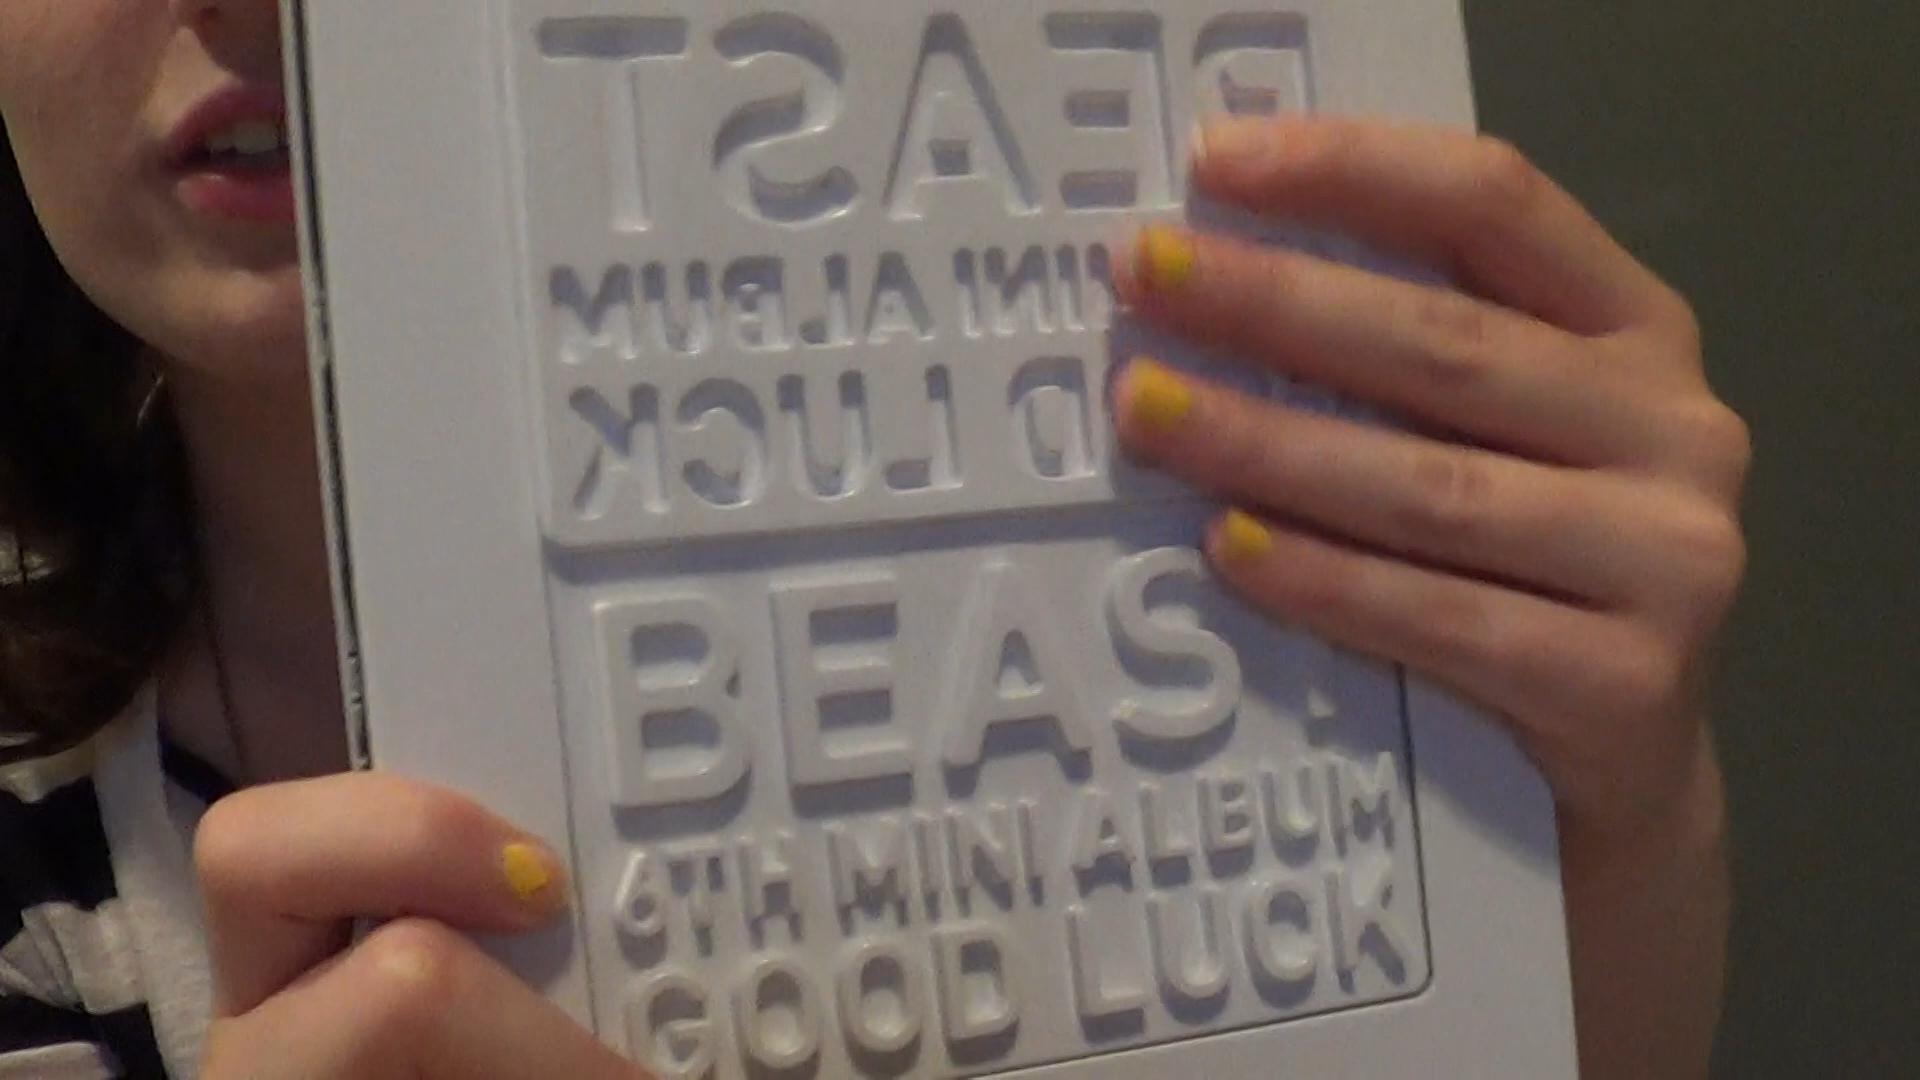 BEAST
MINI ALBUM
D LUCK
BEAS
6TH MINI ALBUM
GOOD LUCK